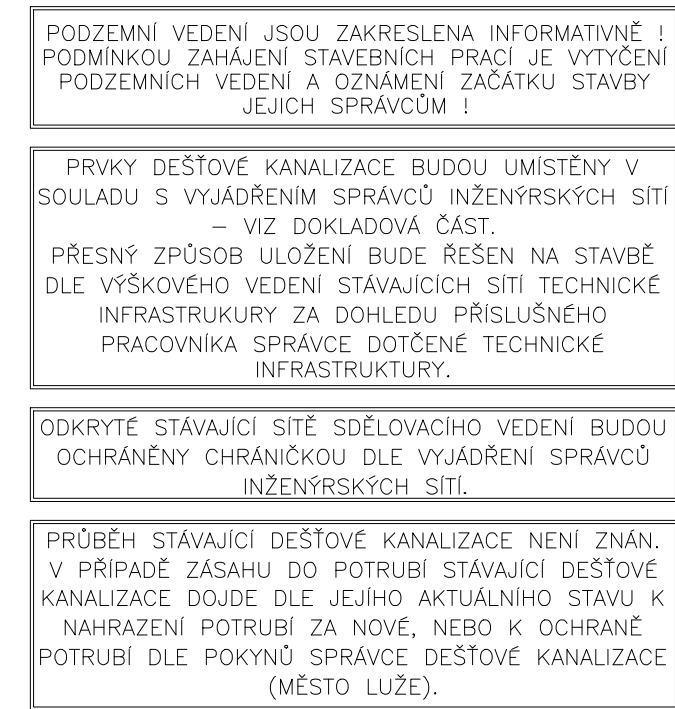 PODZEMNÍ VEDENÍ JSOU ZAKRESLENA INFORMATIVNĚ !
PODMÍNKOU ZAHÁJENÍ STAVEBNÍCH PRACÍ JE VYTYČENÍ
PODZEMNÍCH VEDENÍ A OZNÁMENÍ ZAČÁTKU STAVBY
JEJICH SPRÁVCŮM !
PRVKY DEŠŤOVÉ KANALIZACE BUDOU UMÍSTĚNY V
SOULADU S VYJÁDŘENÍM SPRÁVCŮ INŽENÝRSKÝCH SÍTÍ
– VIZ DOKLADOVÁ ČÁST.
PŘESNÝ ZPŮSOB ULOŽENÍ BUDE ŘEŠEN NA STAVBĚ
DLE VÝŠKOVÉHO VEDENÍ STÁVAJÍCÍCH SÍTÍ TECHNICKÉ
INFRASTRUKURY ZA DOHLEDU PŘÍSLUŠNÉHO
PRACOVNÍKA SPRÁVCE DOTČENÉ TECHNICKÉ
INFRASTRUKTURY.
ODKRYTÉ STÁVAJÍCÍ SÍTĚ SDĚLOVACÍHO VEDENÍ BUDOU
OCHRÁNĚNY CHRÁNIČKOU DLE VYJÁDŘENÍ SPRÁVCŮ
INŽENÝRSKÝCH SÍTÍ.
PRŮBĚH STÁVAJÍCÍ DEŠŤOVÉ KANALIZACE NENÍ ZNÁN.
V PŘÍPADĚ ZÁSAHU DO POTRUBÍ STÁVAJÍCÍ DEŠŤOVÉ
KANALIZACE DOJDE DLE JEJÍHO AKTUÁLNÍHO STAVU K
NAHRAZENÍ POTRUBÍ ZA NOVÉ, NEBO K OCHRANĚ
POTRUBÍ DLE POKYNŮ SPRÁVCE DEŠŤOVÉ KANALIZACE
(MĚSTO LUŽE).